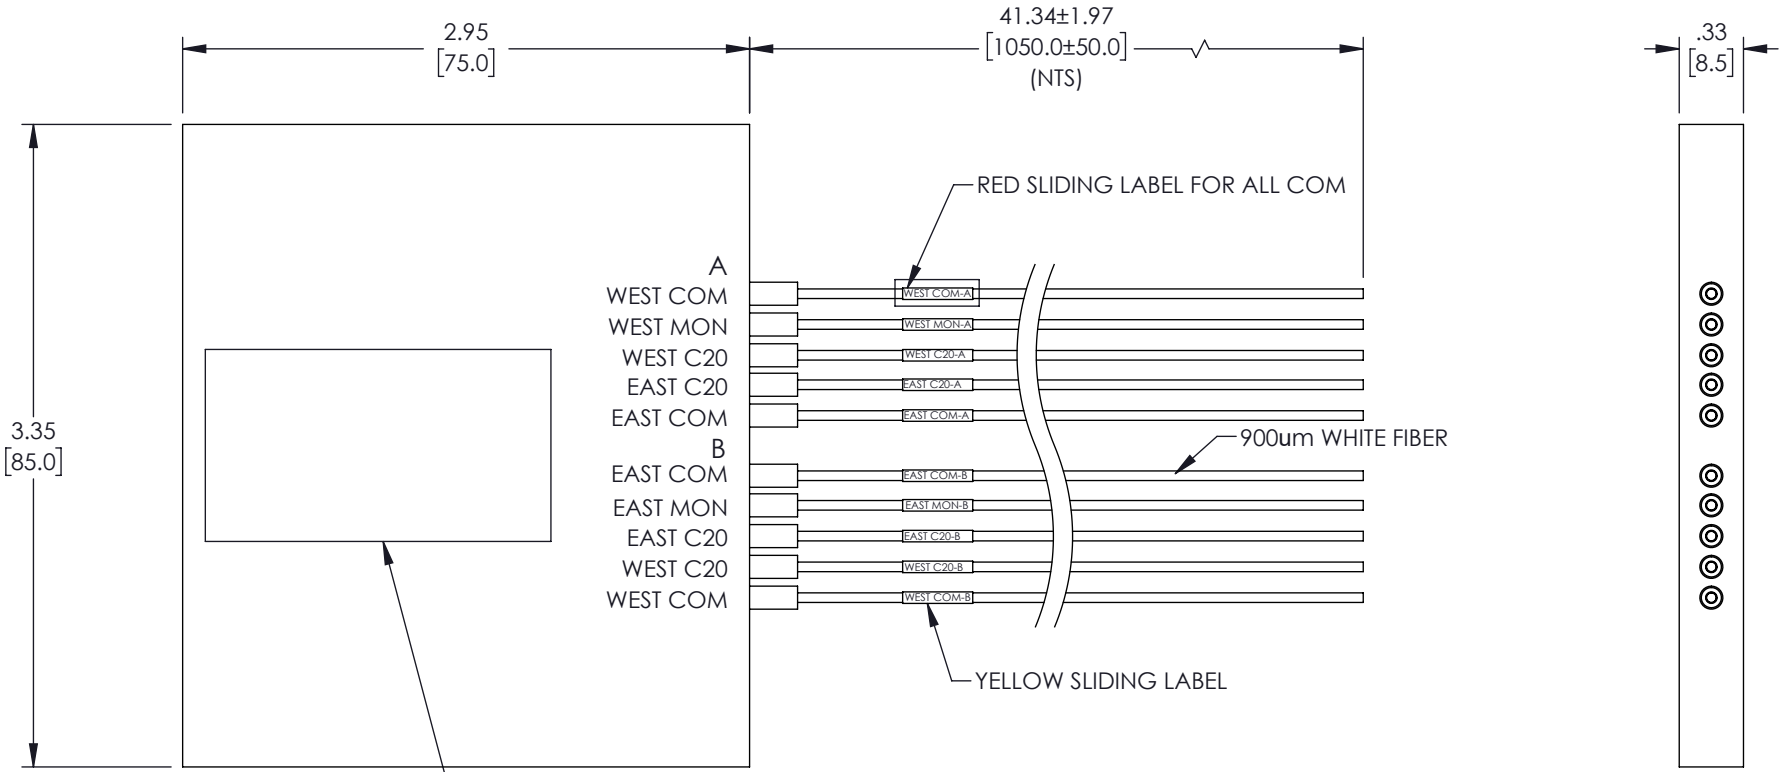 2.95
[75.0]
41.34±1.97
[1050.0±50.0]
(NTS)
.33
[8.5]
3.35
[85.0]
RED SLIDING LABEL FOR ALL COM
A
WEST COM
WEST MON
WEST C20
EAST C20
EAST COM
B
EAST COM
EAST MON
EAST C20
WEST C20
WEST COM
WEST COM-A
WEST MON-A
WEST C20-A
EAST C20-A
EAST COM-A
EAST COM-B
EAST MON-B
EAST C20-B
WEST C20-B
WEST COM-B
900um WHITE FIBER
YELLOW SLIDING LABEL